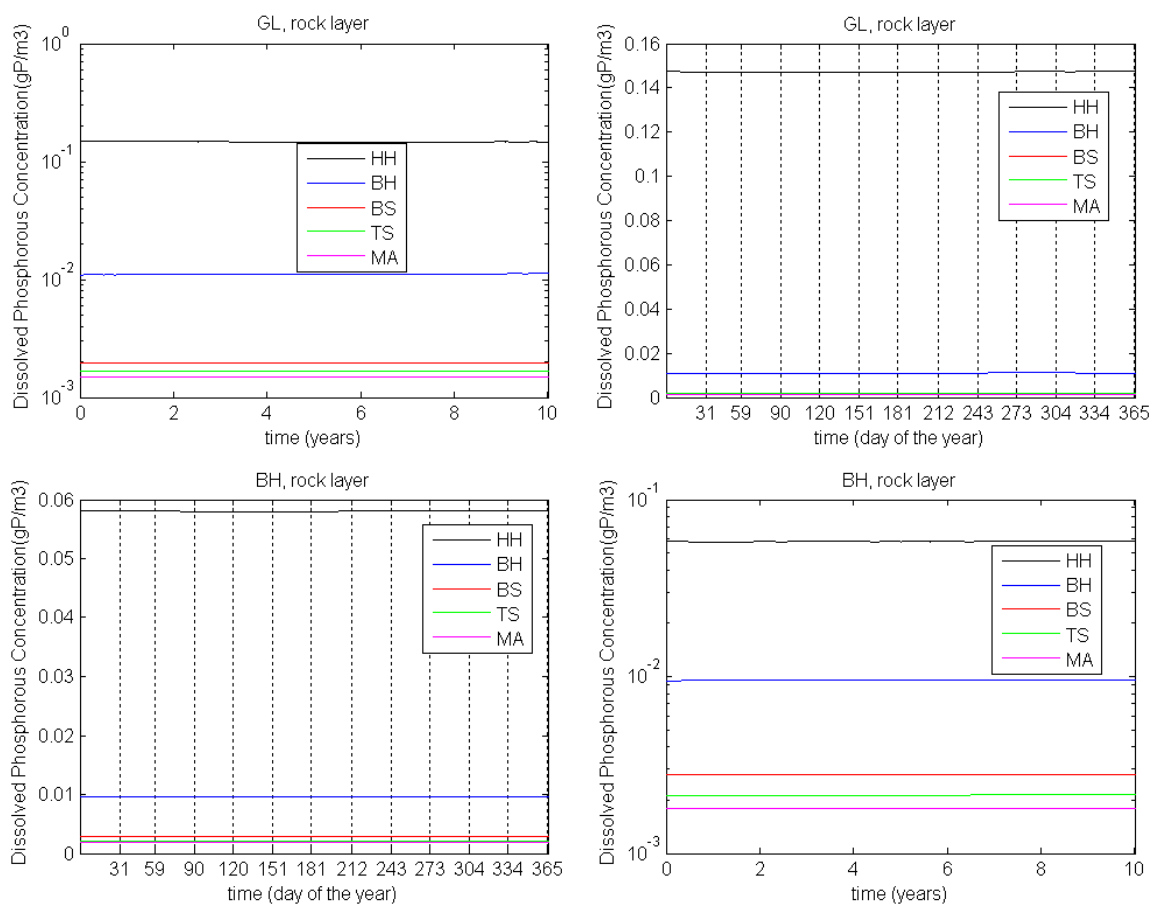 GL, rock layer
Dissolved Phosphorous Concentration(gP/m3)
10^0
10^-1
10^-2
10^-3
0 2 4 6 8 10
time (years)
HH
BH
BS
TS
MA
GL, rock layer
Dissolved Phosphorous Concentration(gP/m3)
0.16
0.14
0.12
0.1
0.08
0.06
0.04
0.02
0
31 59 90 120 151 181 212 243 273 304 334 365
time (day of the year)
HH
BH
BS
TS
MA
BH, rock layer
Dissolved Phosphorous Concentration(gP/m3)
0.06
0.05
0.04
0.03
0.02
0.01
0
31 59 90 120 151 181 212 243 273 304 334 365
time (day of the year)
HH
BH
BS
TS
MA
BH, rock layer
Dissolved Phosphorous Concentration(gP/m3)
10^-1
10^-2
10^-3
0 2 4 6 8 10
time (years)
HH
BH
BS
TS
MA